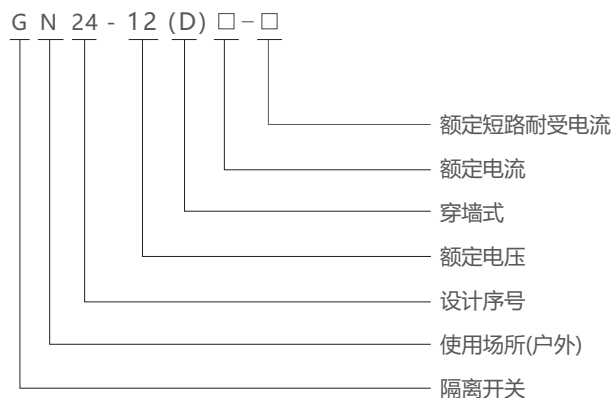 G N 24 - 12 (D) □-□
额定短路耐受电流
额定电流
穿墙式
额定电压
设计序号
使用场所(户外)
隔离开关